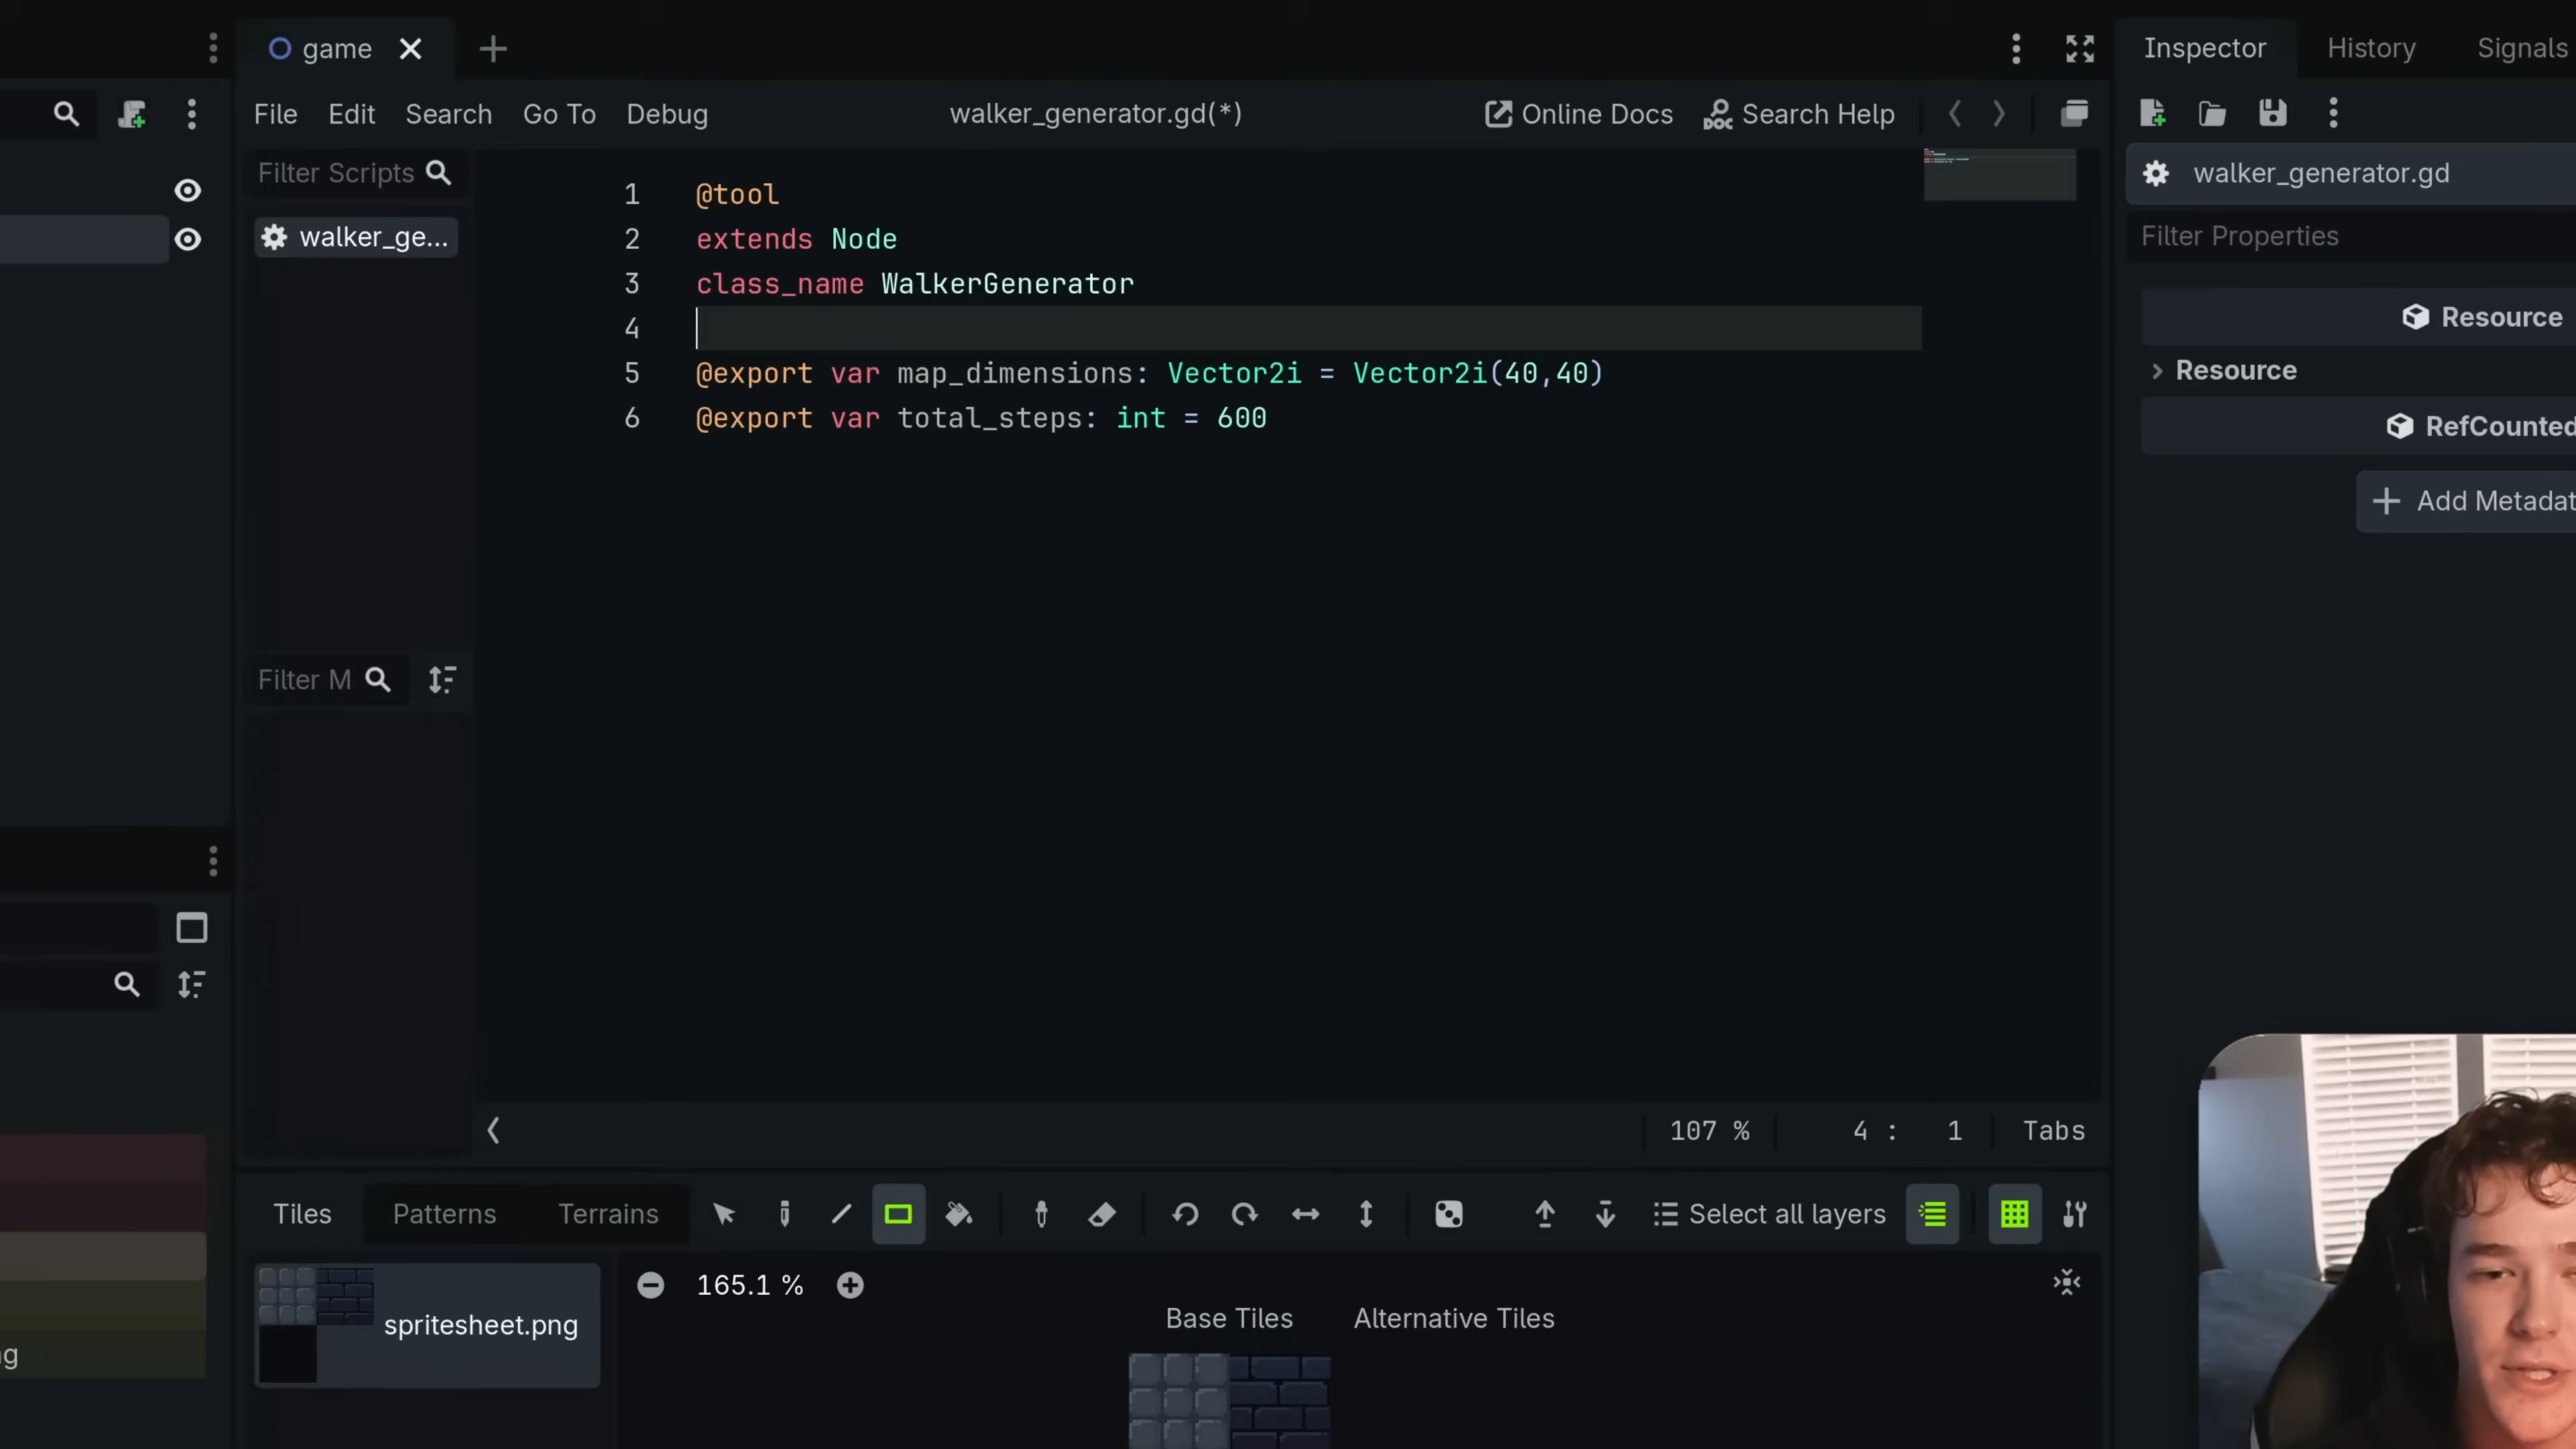 game
Inspector History Signals
File Edit Search Go To Debug walker_generator.gd(*) Online Docs Search Help
Filter Scripts
walker_generator.gd
walker_ge...
Filter Properties
1 @tool
2 extends Node
3 class_name WalkerGenerator
4
5 @export var map_dimensions: Vector2i = Vector2i(40,40)
6 @export var total_steps: int = 600
Resource
Resource
RefCounted
Add Metadat
Filter M
107 % 4 : 1 Tabs
Tiles Patterns Terrains Select all layers
165.1 %
spritesheet.png
Base Tiles Alternative Tiles
ng